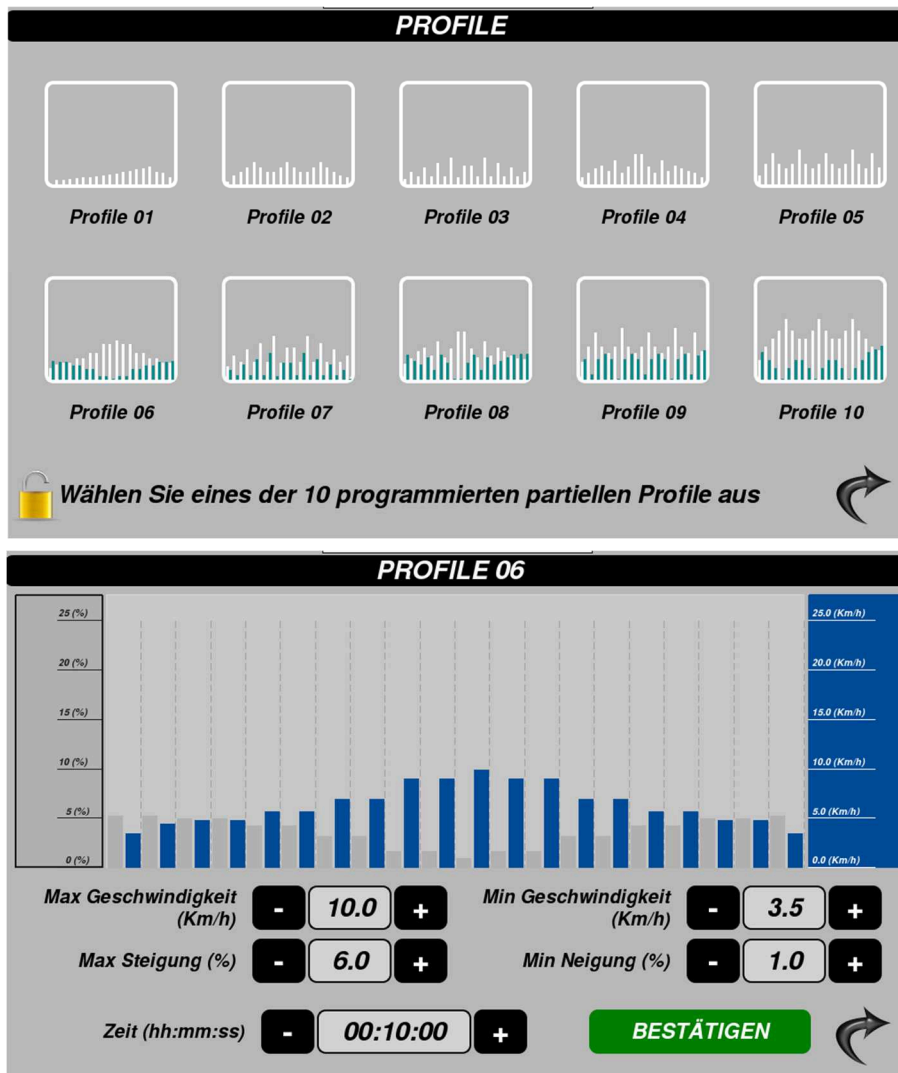 PROFILE
Profile 01 Profile 02 Profile 03 Profile 04 Profile 05
Profile 06 Profile 07 Profile 08 Profile 09 Profile 10
Wählen Sie eines der 10 programmierten partiellen Profile aus
PROFILE 06
25 (%) 25.0 (Km/h)
20 (%) 20.0 (Km/h)
15 (%) 15.0 (Km/h)
10 (%) 10.0 (Km/h)
5 (%) 5.0 (Km/h)
0 (%) 0.0 (Km/h)
Max Geschwindigkeit
(Km/h) - 10.0 +
Min Geschwindigkeit
(Km/h) - 3.5 +
Max Steigung (%) - 6.0 + Min Neigung (%) - 1.0 +
Zeit (hh:mm:ss) - 00:10:00 + BESTÄTIGEN